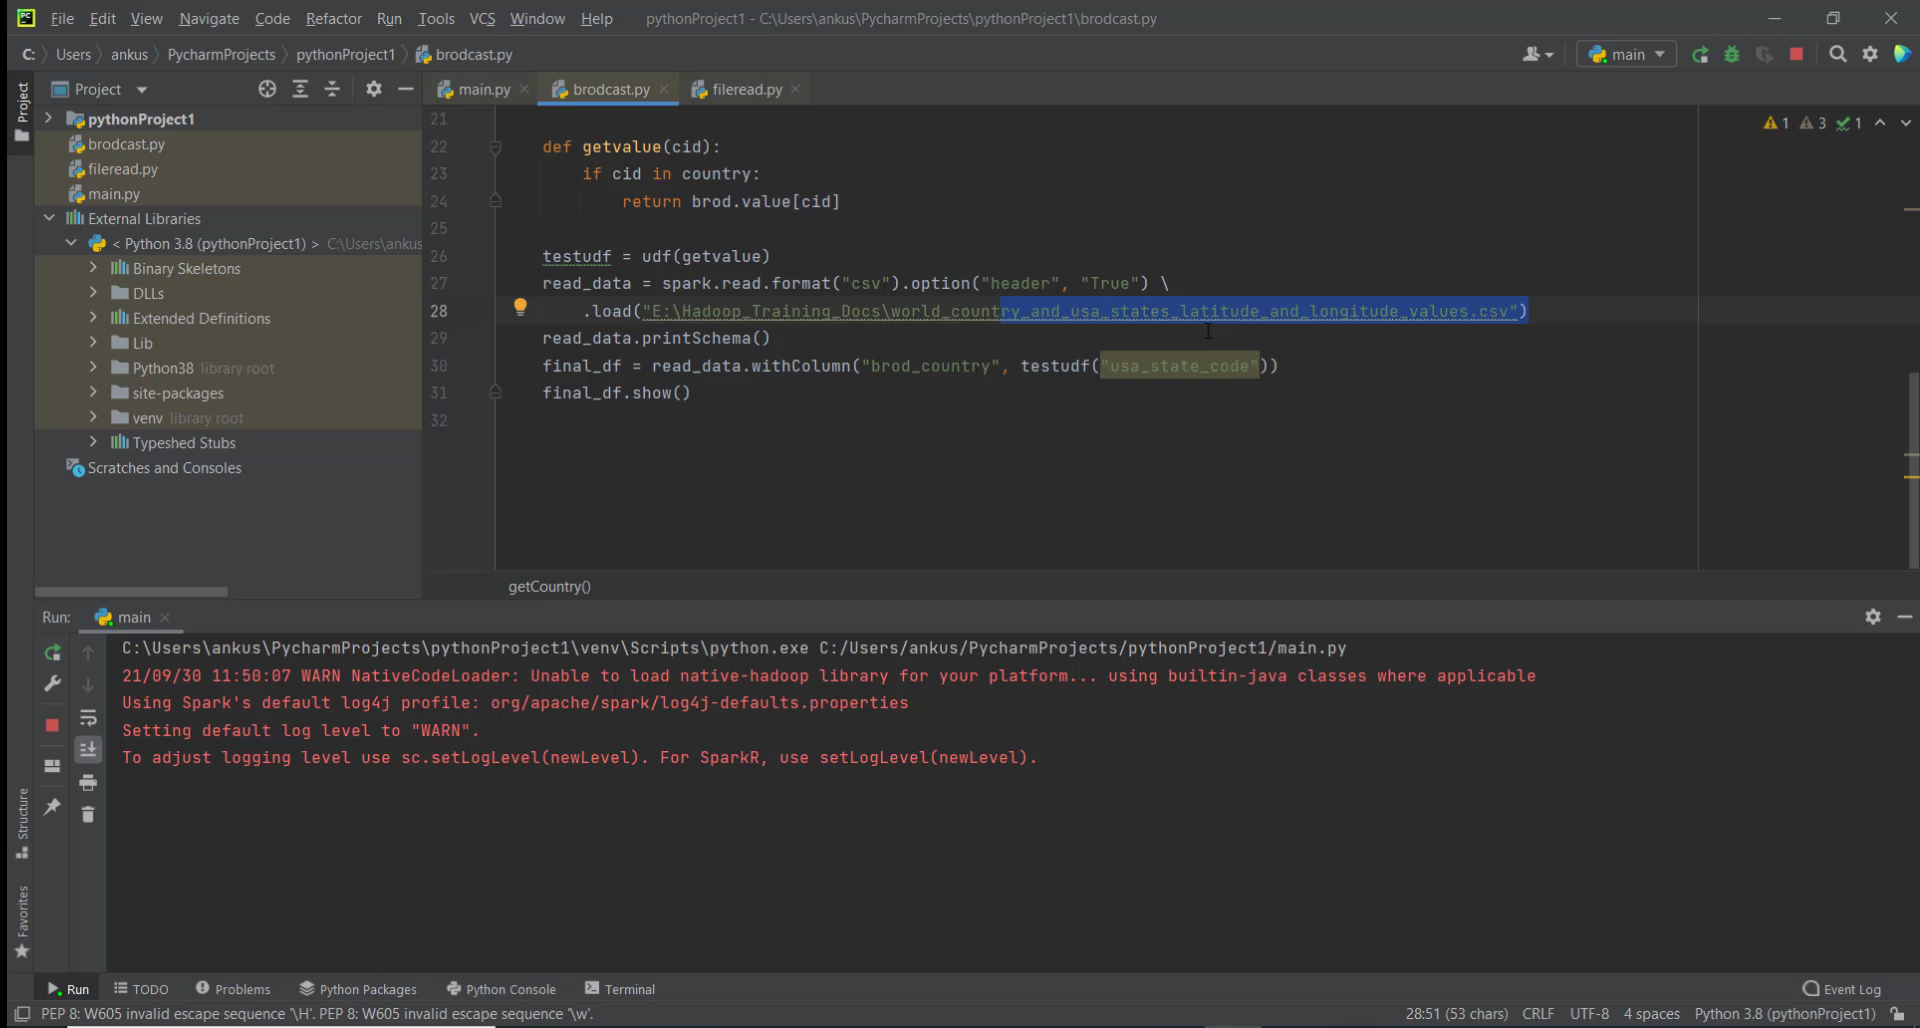 File Edit View Navigate Code Refactor Run Tools VCS Window Help pythonProject1 - C:\Users\ankus\PycharmProjects\pythonProject1\brodcast.py
C: Users ankus PycharmProjects pythonProject1 brodcast.py main
Project main.py brodcast.py fileread.py
Project
pythonProject1
brodcast.py
fileread.py
main.py
External Libraries
< Python 3.8 (pythonProject1) > C:\Users\ankus
Binary Skeletons
DLLs
Extended Definitions
Lib
Python38 library root
site-packages
venv library root
Typeshed Stubs
Scratches and Consoles
1 3 1
21
22 def getvalue(cid):
23 if cid in country:
24 return brod.value[cid]
25
26 testudf = udf(getvalue)
27 read_data = spark.read.format("csv").option("header", "True") \
28 .load("E:\Hadoop_Training_Docs\world_country_and_usa_states_latitude_and_longitude_values.csv")
29 read_data.printSchema()
30 final_df = read_data.withColumn("brod_country", testudf("usa_state_code"))
31 final_df.show()
32
getCountry()
Run: main
C:\Users\ankus\PycharmProjects\pythonProject1\venv\Scripts\python.exe C:/Users/ankus/PycharmProjects/pythonProject1/main.py
21/09/30 11:50:07 WARN NativeCodeLoader: Unable to load native-hadoop library for your platform... using builtin-java classes where applicable
Using Spark's default log4j profile: org/apache/spark/log4j-defaults.properties
Setting default log level to "WARN".
To adjust logging level use sc.setLogLevel(newLevel). For SparkR, use setLogLevel(newLevel).
Structure
Favorites
Run TODO Problems Python Packages Python Console Terminal Event Log
PEP 8: W605 invalid escape sequence '\H'. PEP 8: W605 invalid escape sequence '\w'. 28:51 (53 chars) CRLF UTF-8 4 spaces Python 3.8 (pythonProject1)